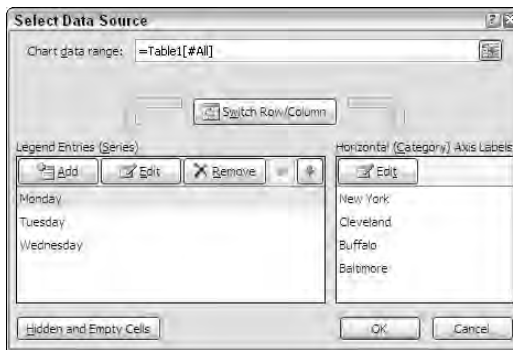 Select Data Source
Chart data range: =Table1[#All]
Switch Row/Column
Legend Entries (Series)
Add Edit Remove
Monday
Tuesday
Wednesday
Horizontal (Category) Axis Labels
Edit
New York
Cleveland
Buffalo
Baltimore
Hidden and Empty Cells
OK Cancel